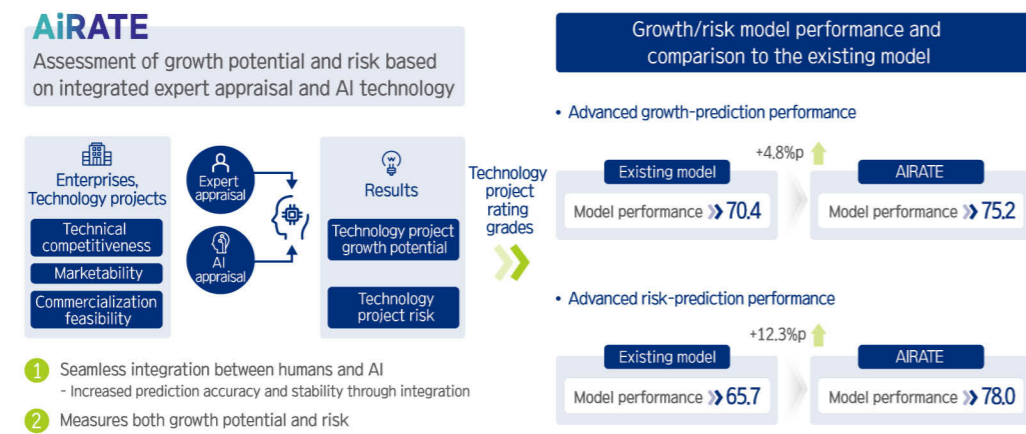 AiRATE
Assessment of growth potential and risk based
on integrated expert appraisal and AI technology
Enterprises,
Technology projects
Technical
competitiveness
Marketability
Commercialization
feasibility
Expert
appraisal
AI
appraisal
Results
Technology project
growth potential
Technology
project risk
Technology
project
rating
grades
1 Seamless integration between humans and AI
- Increased prediction accuracy and stability through integration
2 Measures both growth potential and risk
Growth/risk model performance and
comparison to the existing model
• Advanced growth-prediction performance
+4.8%p
Existing model
Model performance 70.4
AIRATE
Model performance 75.2
• Advanced risk-prediction performance
+12.3%p
Existing model
Model performance 65.7
AIRATE
Model performance 78.0